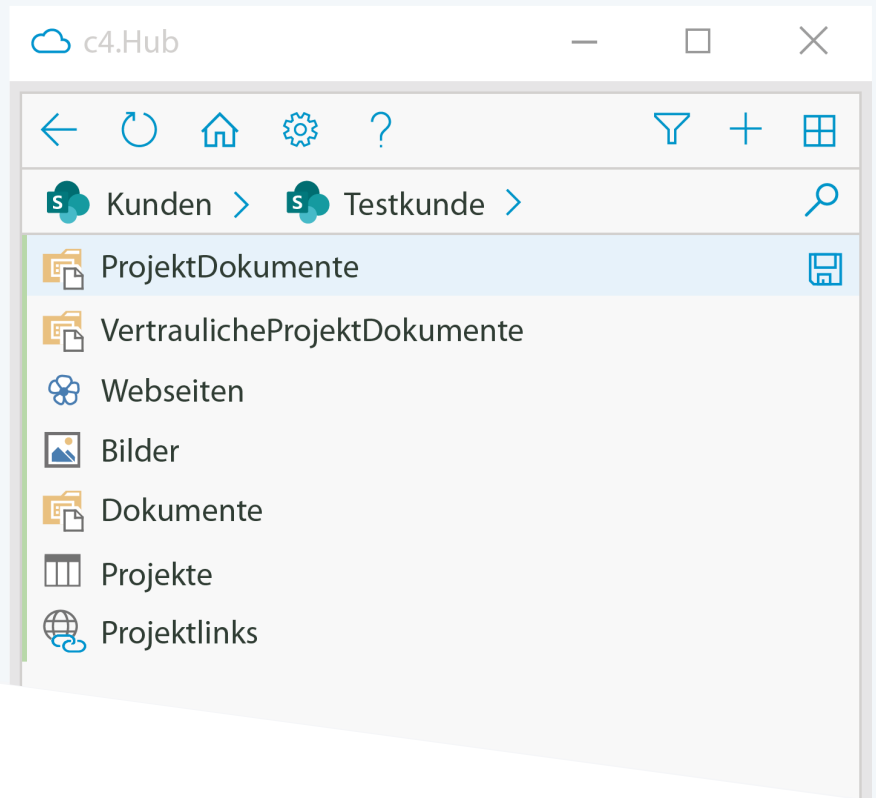 c4.Hub
?
S Kunden > S Testkunde >
ProjektDokumente
VertraulicheProjektDokumente
Webseiten
Bilder
Dokumente
Projekte
Projektlinks